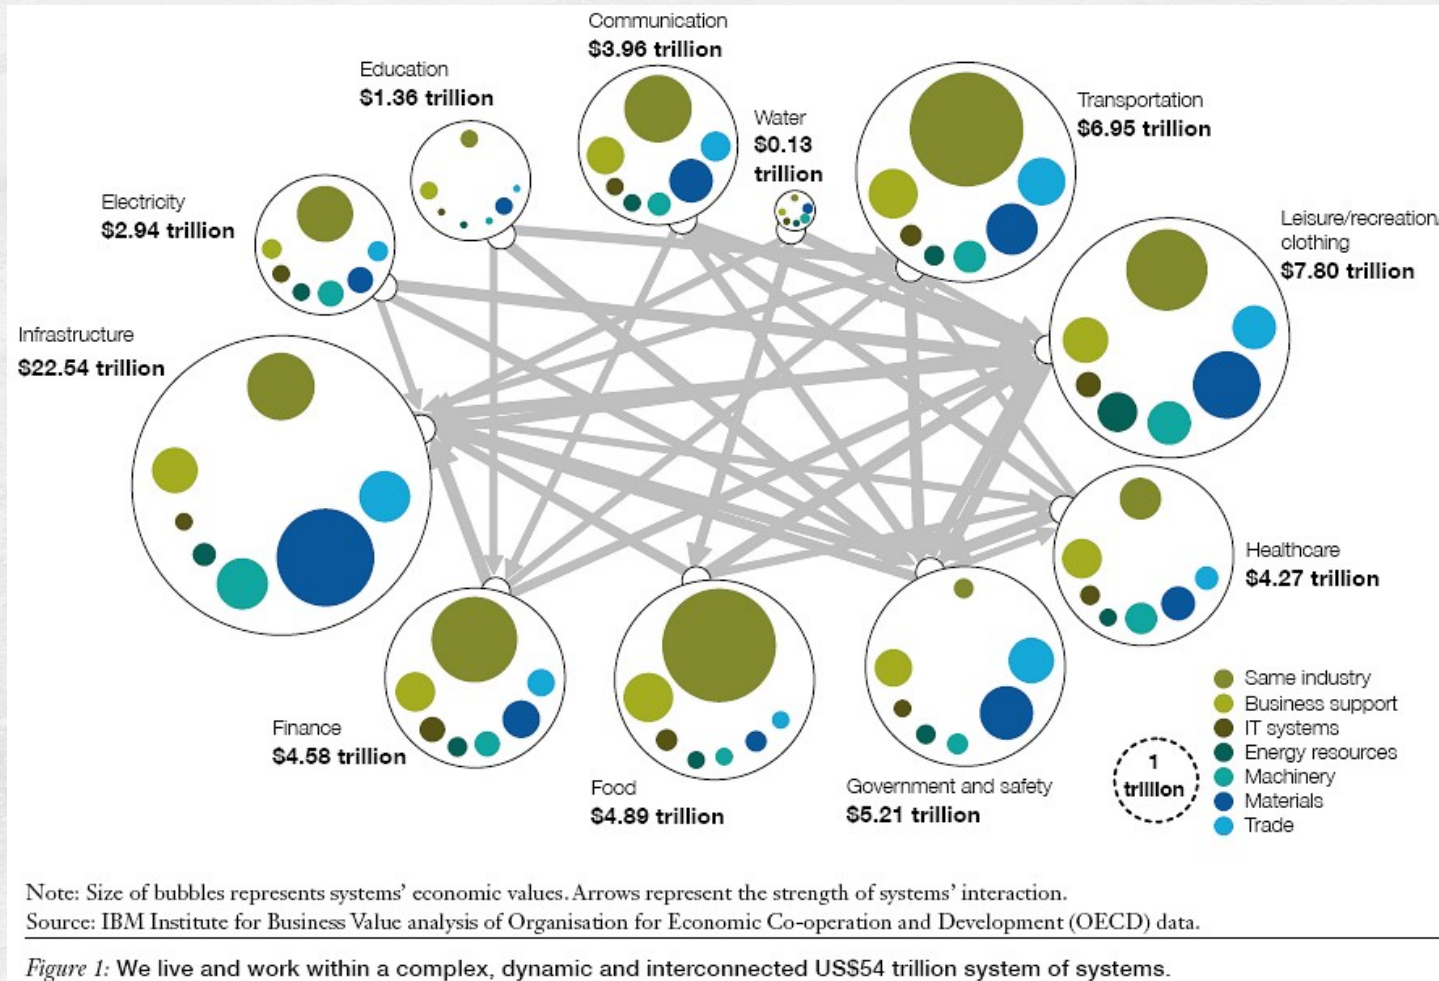 Communication
$3.96 trillion
Education
$1.36 trillion
Water
$0.13
trillion
Transportation
$6.95 trillion
Electricity
$2.94 trillion
Leisure/recreation/
clothing
$7.80 trillion
Infrastructure
$22.54 trillion
Healthcare
$4.27 trillion
Finance
$4.58 trillion
Food
$4.89 trillion
Government and safety
$5.21 trillion
1
trillion
Same industry
Business support
IT systems
Energy resources
Machinery
Materials
Trade
Note: Size of bubbles represents systems’ economic values. Arrows represent the strength of systems’ interaction.
Source: IBM Institute for Business Value analysis of Organisation for Economic Co-operation and Development (OECD) data.
Figure 1: We live and work within a complex, dynamic and interconnected US$54 trillion system of systems.